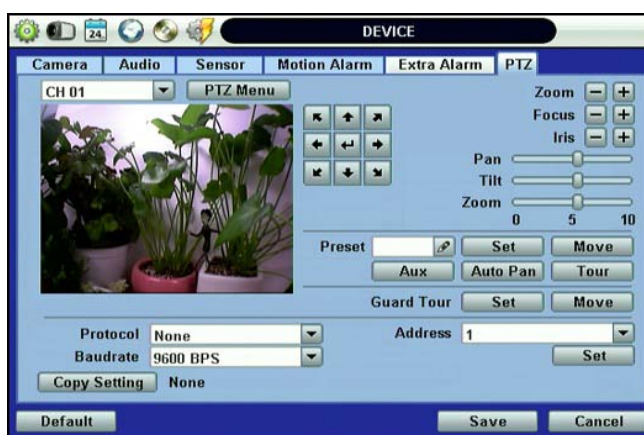 24
DEVICE
Camera Audio Sensor Motion Alarm Extra Alarm PTZ
CH 01 PTZ Menu
Zoom
Focus
Iris
Pan
Tilt
Zoom
0 5 10
Preset Set Move
Aux Auto Pan Tour
Guard Tour Set Move
Protocol None Address 1
Baudrate 9600 BPS Set
Copy Setting None
Default Save Cancel